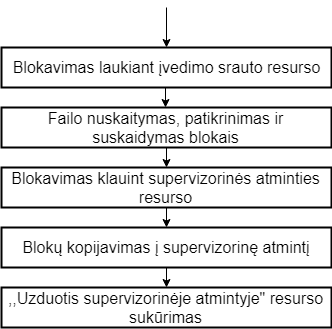 Blokavimas laukiant įvedimo srauto resurso
Failo nuskaitymas, patikrinimas ir
suskaidymas blokais
Blokavimas klauint supervizorinės atminties
resurso
Blokų kopijavimas į supervizorinę atmintį
,,Uzduotis supervizorinėje atmintyje" resurso
sukūrimas